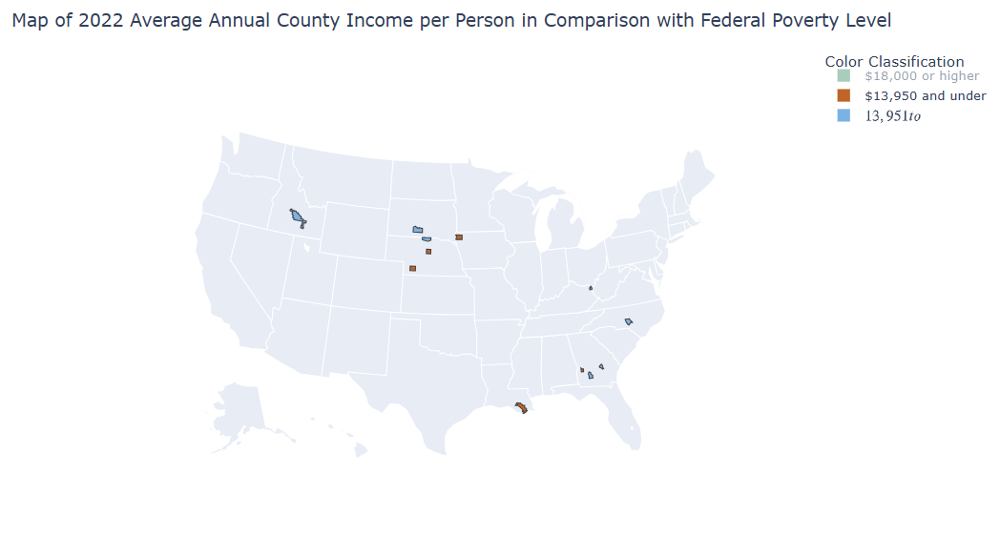 Map of 2022 Average Annual County Income per Person in Comparison with Federal Poverty Level
Color Classification
$18,000 or higher
$13,950 and under
13,951to